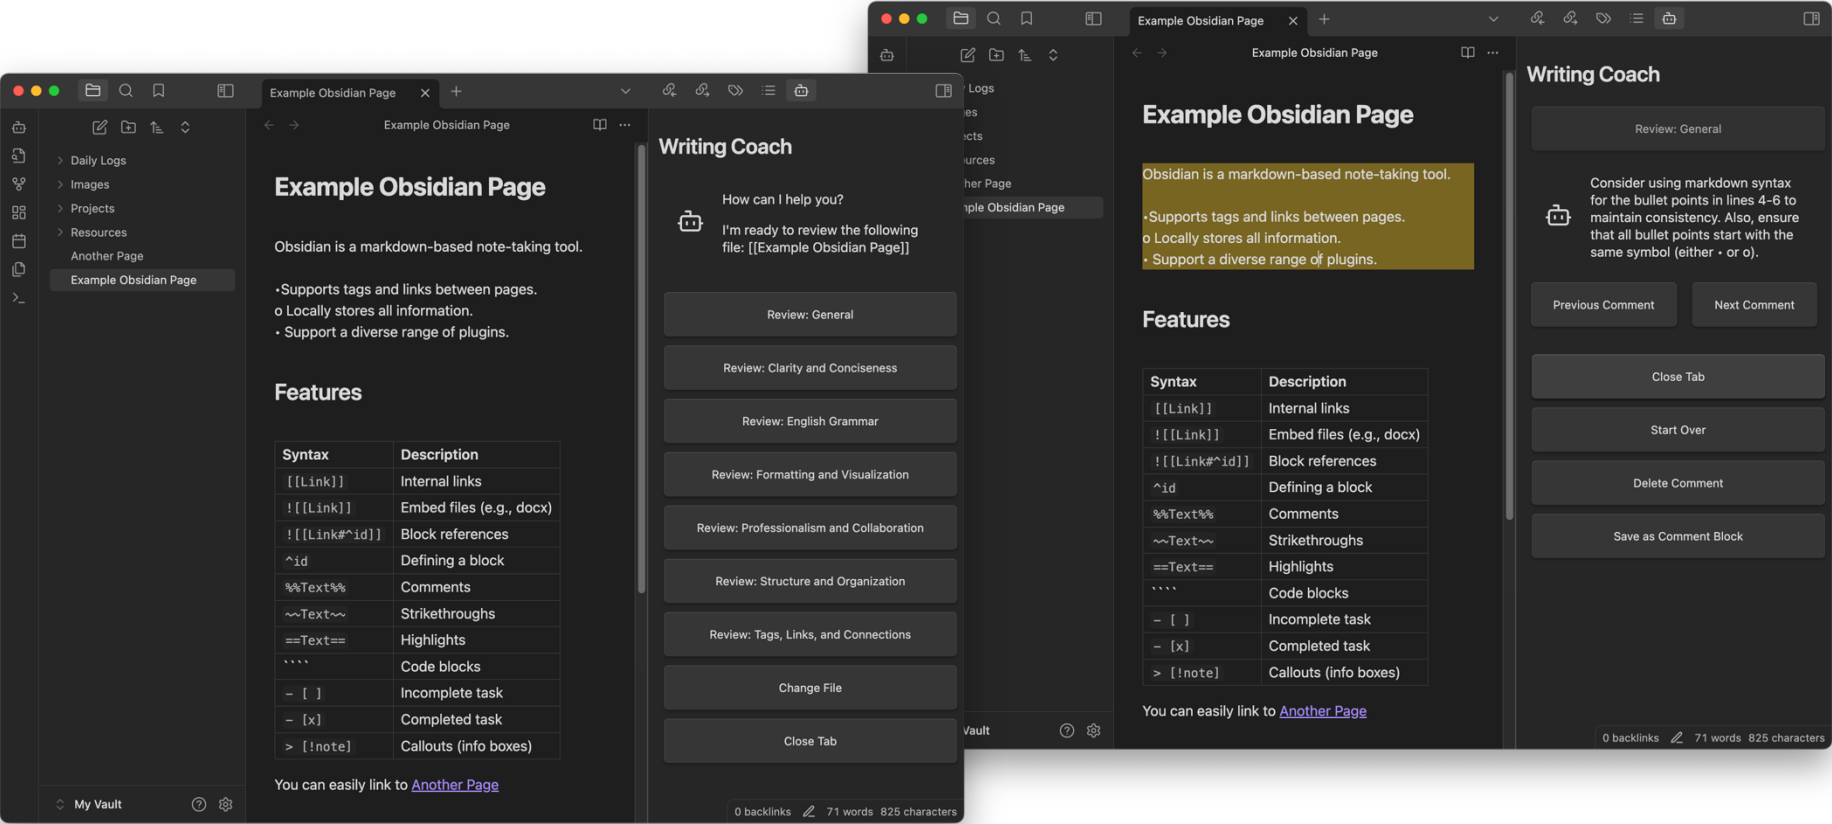 Example Obsidian Page
Example Obsidian Page
Daily Logs
Images
Projects
Resources
Another Page
Example Obsidian Page
My Vault
Example Obsidian Page
Obsidian is a markdown-based note-taking tool.
•Supports tags and links between pages.
o Locally stores all information.
• Support a diverse range of plugins.
Features
Syntax Description
[[Link]] Internal links
![[Link]] Embed files (e.g., docx)
![[Link#^id]] Block references
^id Defining a block
%%Text%% Comments
~~Text~~ Strikethroughs
==Text== Highlights
```` Code blocks
- [ ] Incomplete task
- [x] Completed task
> [!note] Callouts (info boxes)
You can easily link to Another Page
Writing Coach
How can I help you?
I'm ready to review the following
file: [[Example Obsidian Page]]
Review: General
Review: Clarity and Conciseness
Review: English Grammar
Review: Formatting and Visualization
Review: Professionalism and Collaboration
Review: Structure and Organization
Review: Tags, Links, and Connections
Change File
Close Tab
0 backlinks 71 words 825 characters
Example Obsidian Page
Example Obsidian Page
Logs
es
ects
ources
her Page
mple Obsidian Page
Vault
Example Obsidian Page
Obsidian is a markdown-based note-taking tool.
•Supports tags and links between pages.
o Locally stores all information.
• Support a diverse range of plugins.
Features
Syntax Description
[[Link]] Internal links
![[Link]] Embed files (e.g., docx)
![[Link#^id]] Block references
^id Defining a block
%%Text%% Comments
~~Text~~ Strikethroughs
==Text== Highlights
```` Code blocks
- [ ] Incomplete task
- [x] Completed task
> [!note] Callouts (info boxes)
You can easily link to Another Page
Writing Coach
Review: General
Consider using markdown syntax
for the bullet points in lines 4-6 to
maintain consistency. Also, ensure
that all bullet points start with the
same symbol (either • or o).
Previous Comment Next Comment
Close Tab
Start Over
Delete Comment
Save as Comment Block
0 backlinks 71 words 825 characters